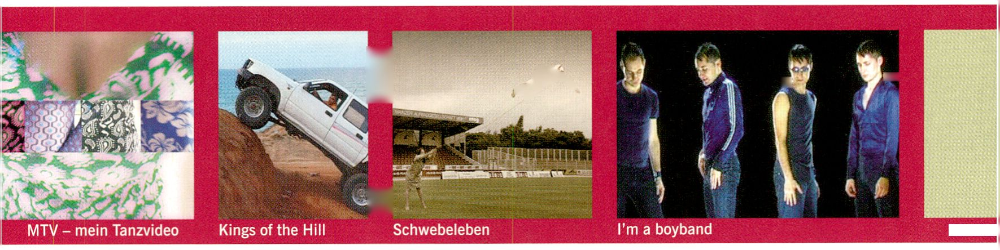 MTV – mein Tanzvideo
Kings of the Hill
Schwebeleben
I'm a boyband